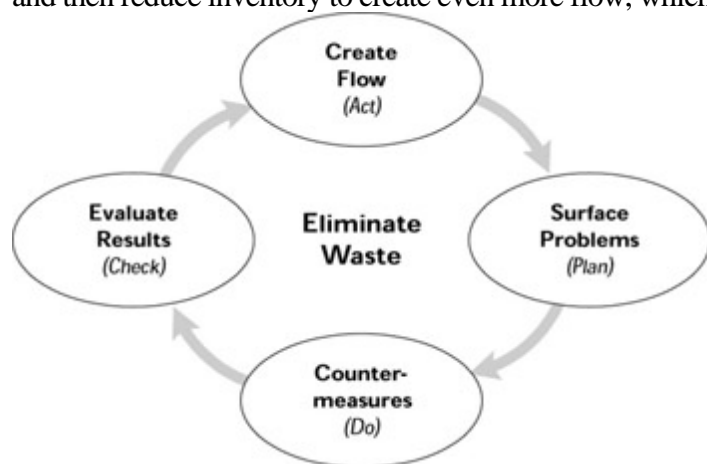 and then reduce inventory to create even more flow, which
Create
Flow
(Act)
Evaluate
Results
(Check)
Eliminate
Waste
Surface
Problems
(Plan)
Counter-
measures
(Do)